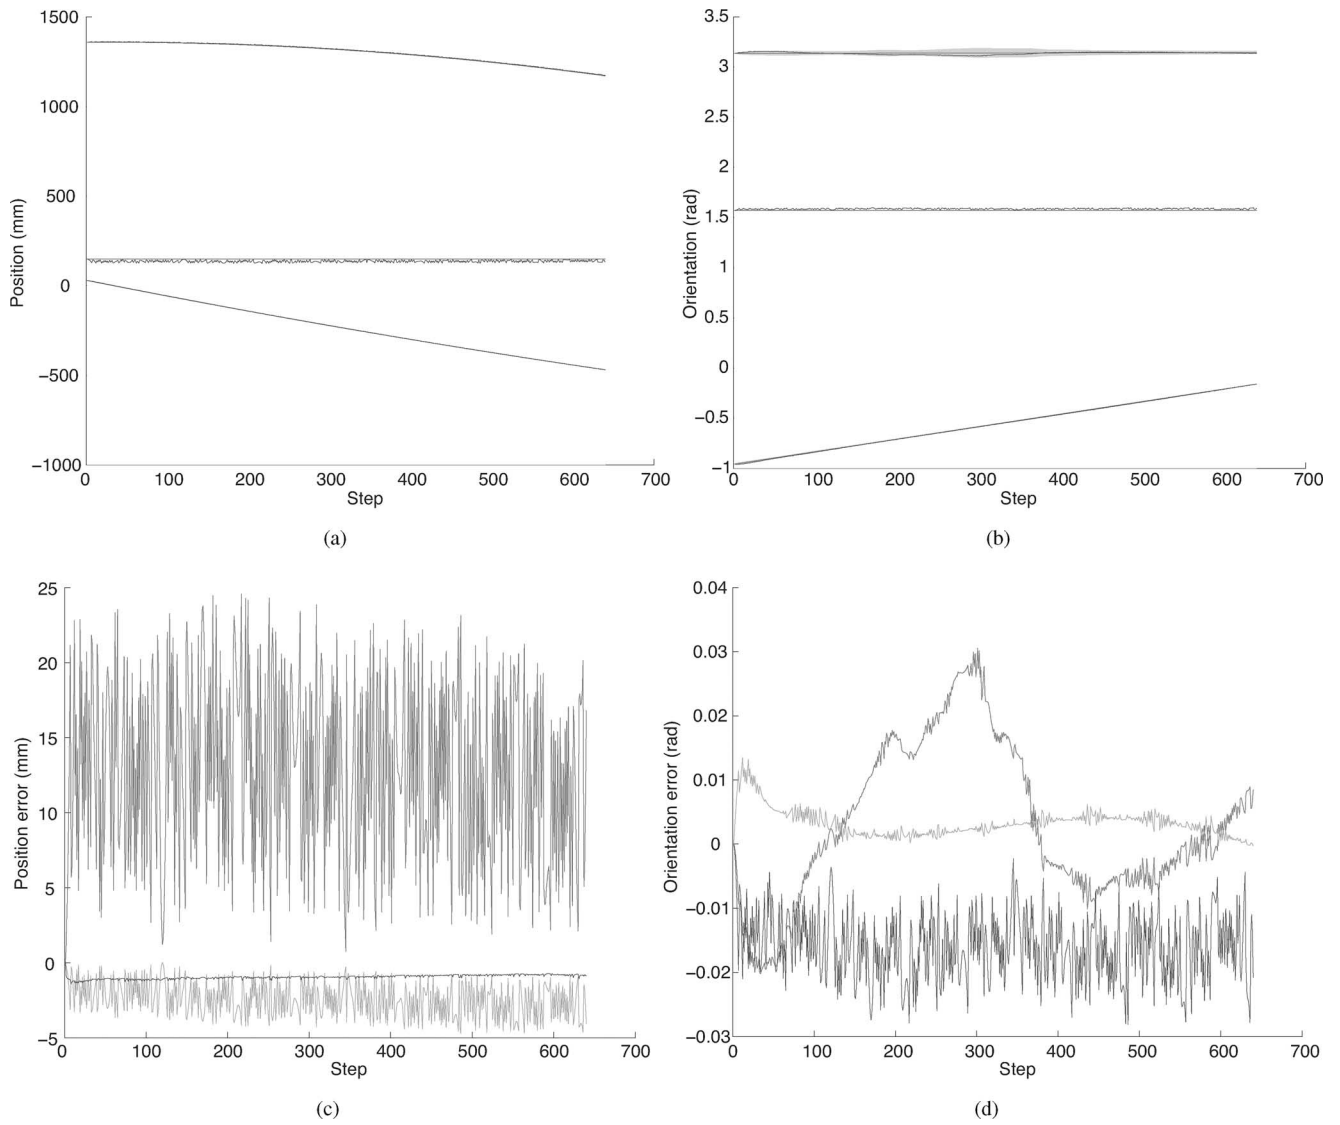 1500
1000
500
0
−500
−1000
Position (mm)
0 100 200 300 400 500 600 700
Step
(a)
3.5
3
2.5
2
1.5
1
0.5
0
−0.5
−1
Orientation (rad)
0 100 200 300 400 500 600 700
Step
(b)
25
20
15
10
5
0
−5
Position error (mm)
0 100 200 300 400 500 600 700
Step
(c)
0.04
0.03
0.02
0.01
0
−0.01
−0.02
−0.03
Orientation error (rad)
0 100 200 300 400 500 600 700
Step
(d)